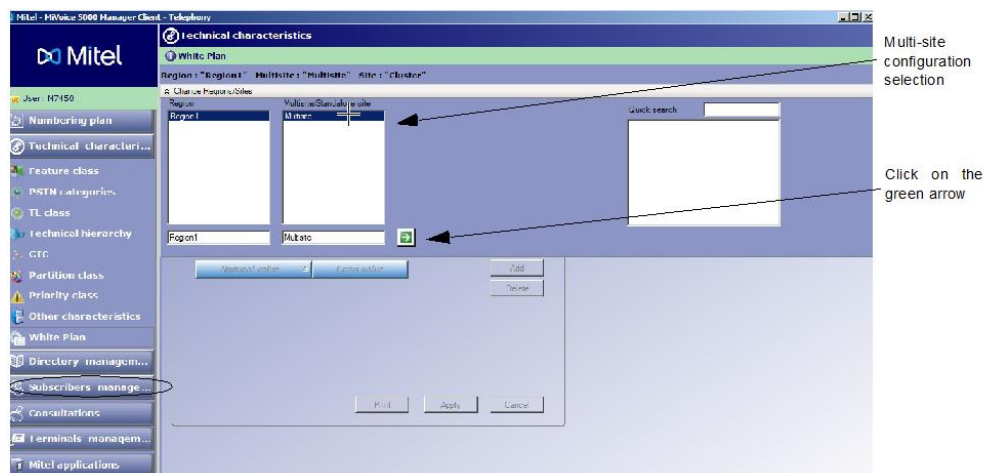 Mitel - MiVoice 5000 Manager Client - Telephony
Mitel
Technical characteristics
White Plan
Region : "Region1" Multisite : "Multisite" Site : "Cluster"
Change Regions/Sites
User : M7450
Numbering plan
Technical characteri...
Feature class
PSTN categories
TL class
Technical hierarchy
Partition class
Priority class
Other characteristics
White Plan
Directory managem...
Subscribers manage...
Consultations
Terminals managem...
Mitel applications
Region
Multisite/Standalone site
Region1
Quick search
Region1
Add
Delete
Print
Apply
Cancel
Multi-site
configuration
selection
Click on the
green arrow